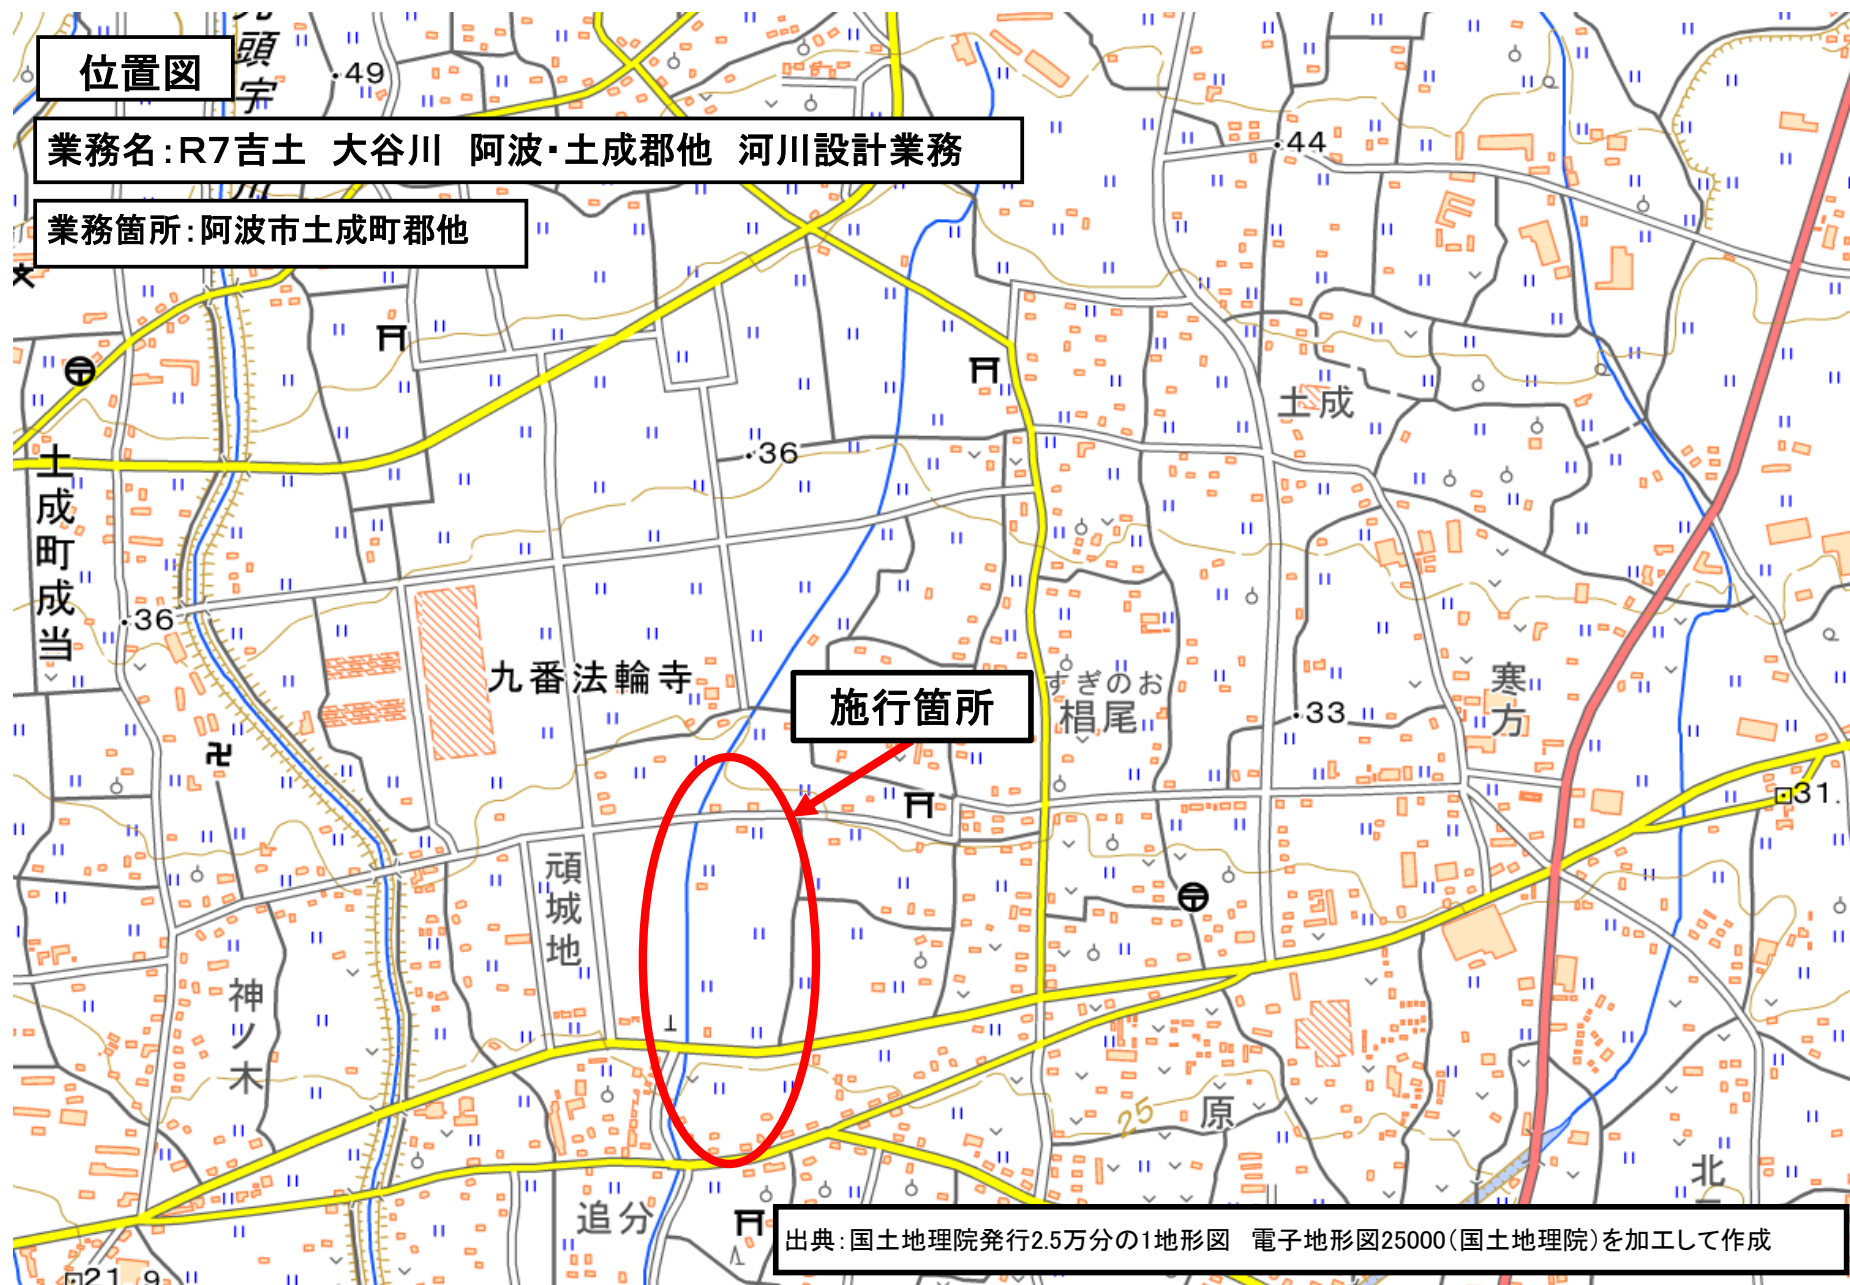 位置図
業務名:R7吉土　大谷川　阿波・土成郡他　河川設計業務
業務箇所:阿波市土成町郡他
頭宇
49
44
土成
36
土成町成当
36
九番法輪寺
施行箇所
すぎのお
椙尾
33
寒方
31.
頑城地
神ノ木
原
25
北
追分
21.9
出典:国土地理院発行2.5万分の1地形図　電子地形図25000(国土地理院)を加工して作成